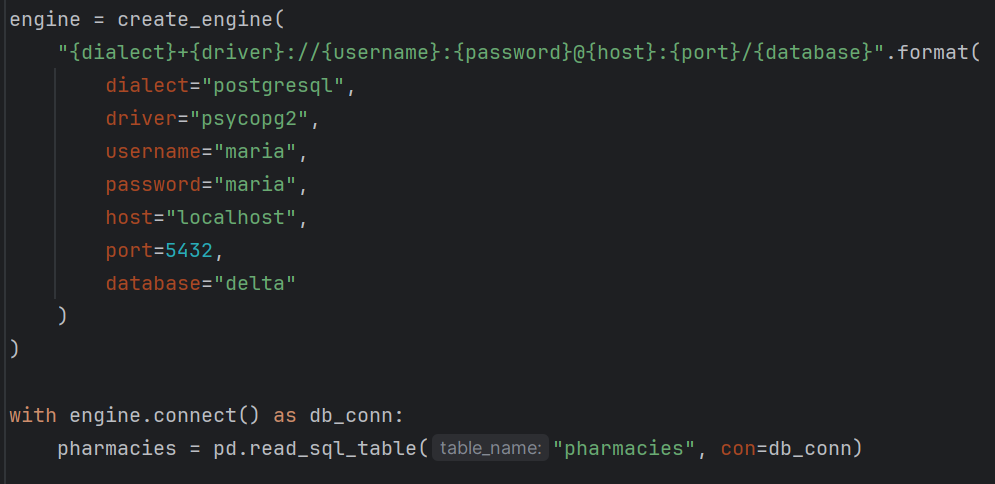 engine = create_engine(
    "{dialect}+{driver}://{username}:{password}@{host}:{port}/{database}".format(
        dialect="postgresql",
        driver="psycopg2",
        username="maria",
        password="maria",
        host="localhost",
        port=5432,
        database="delta"
    )
)
with engine.connect() as db_conn:
    pharmacies = pd.read_sql_table( table_name: "pharmacies", con=db_conn)